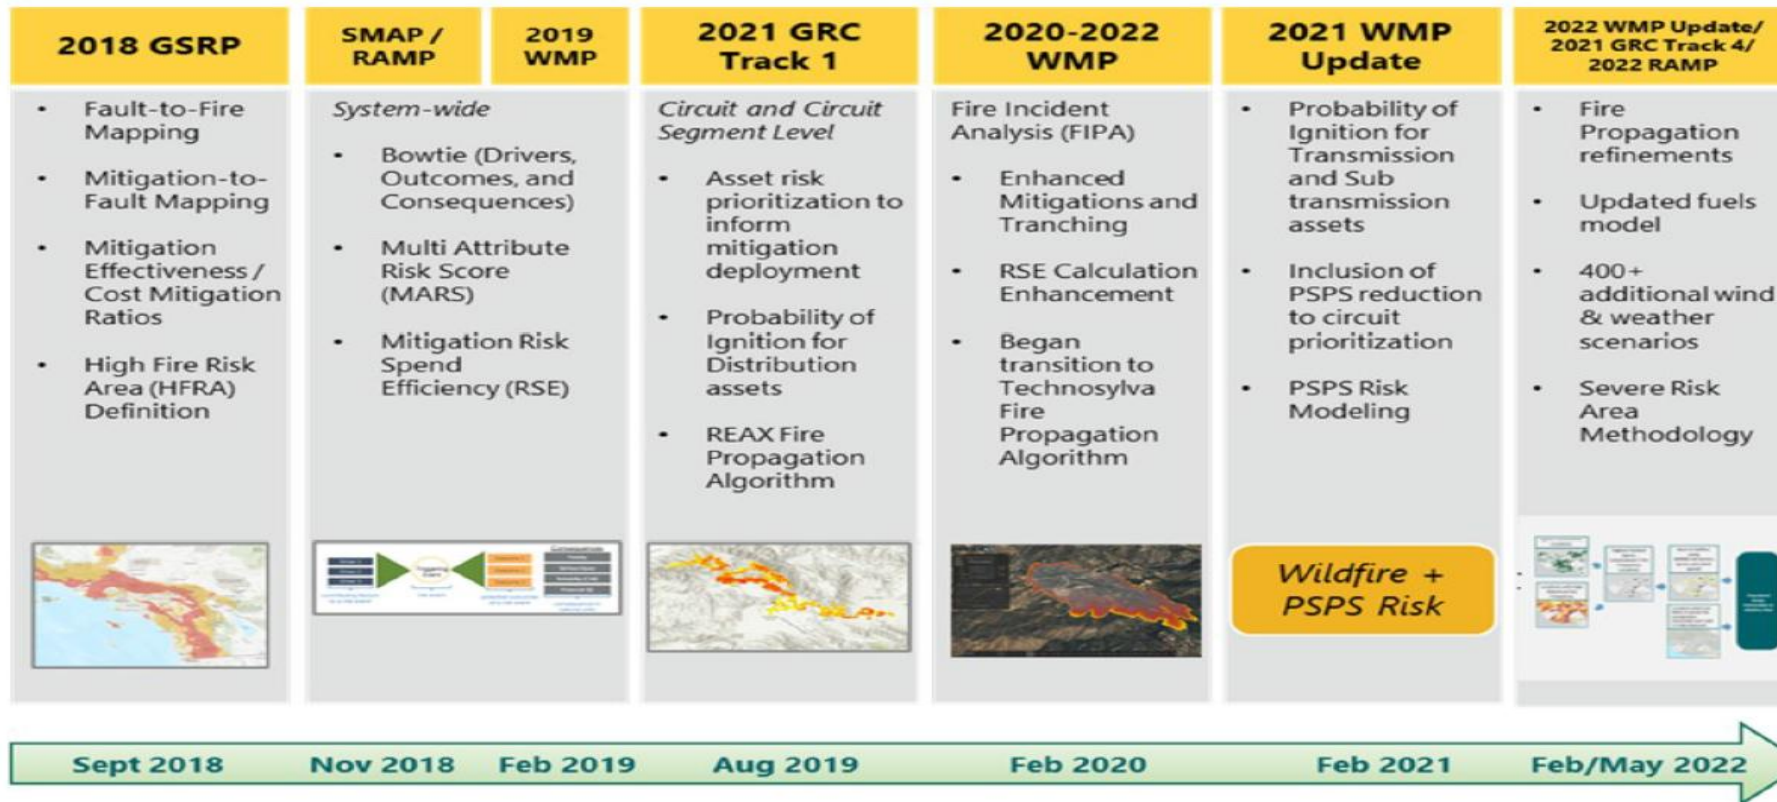 2018 GSRP
• Fault-to-Fire
Mapping
• Mitigation-to-
Fault Mapping
• Mitigation
Effectiveness /
Cost Mitigation
Ratios
• High Fire Risk
Area (HFRA)
Definition
SMAP /
RAMP
2019
WMP
System-wide
• Bowtie (Drivers,
Outcomes, and
Consequences)
• Multi Attribute
Risk Score
(MARS)
• Mitigation Risk
Spend
Efficiency (RSE)
Consequences
Triggering
Event
2021 GRC
Track 1
Circuit and Circuit
Segment Level
• Asset risk
prioritization to
inform
mitigation
deployment
• Probability of
Ignition for
Distribution
assets
• REAX Fire
Propagation
Algorithm
2020-2022
WMP
Fire Incident
Analysis (FIPA)
• Enhanced
Mitigations and
Tranching
• RSE Calculation
Enhancement
• Began
transition to
Technosylva
Fire
Propagation
Algorithm
2021 WMP
Update
• Probability of
Ignition for
Transmission
and Sub
transmission
assets
• Inclusion of
PSPS reduction
to circuit
prioritization
• PSPS Risk
Modeling
Wildfire +
PSPS Risk
2022 WMP Update/
2021 GRC Track 4/
2022 RAMP
• Fire
Propagation
refinements
• Updated fuels
model
• 400+
additional wind
& weather
scenarios
• Severe Risk
Area
Methodology
Sept 2018
Nov 2018
Feb 2019
Aug 2019
Feb 2020
Feb 2021
Feb/May 2022